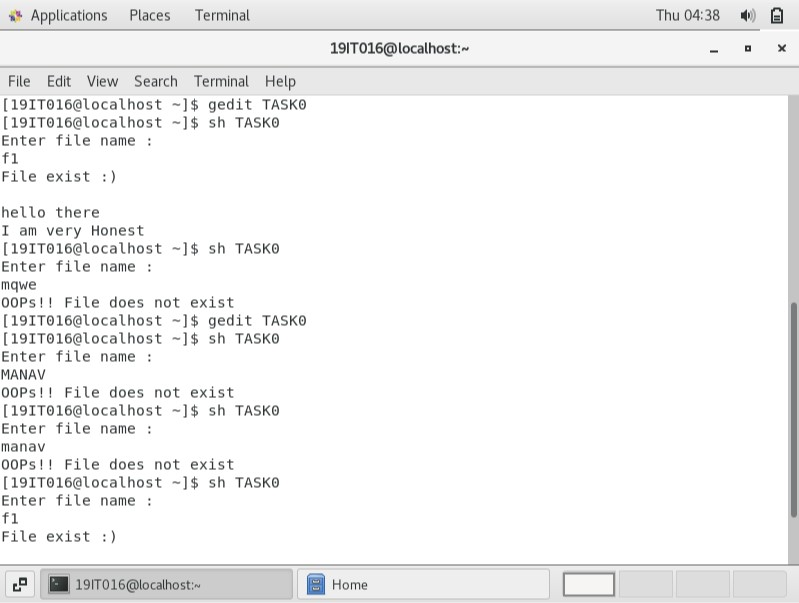 Applications Places Terminal Thu 04:38
19IT016@localhost:~
File Edit View Search Terminal Help
[19IT016@localhost ~]$ gedit TASK0
[19IT016@localhost ~]$ sh TASK0
Enter file name :
f1
File exist :)
hello there
I am very Honest
[19IT016@localhost ~]$ sh TASK0
Enter file name :
mqwe
OOPs!! File does not exist
[19IT016@localhost ~]$ gedit TASK0
[19IT016@localhost ~]$ sh TASK0
Enter file name :
MANAV
OOPs!! File does not exist
[19IT016@localhost ~]$ sh TASK0
Enter file name :
manav
OOPs!! File does not exist
[19IT016@localhost ~]$ sh TASK0
Enter file name :
f1
File exist :)
19IT016@localhost:~ Home